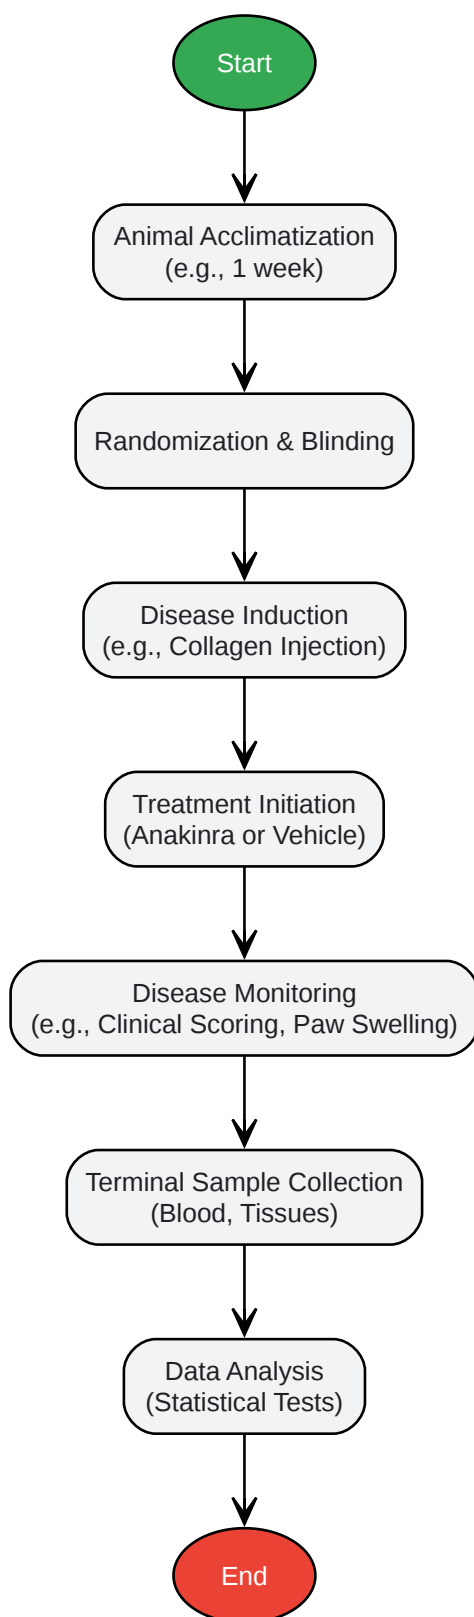 Start
Animal Acclimatization
(e.g., 1 week)
Randomization & Blinding
Disease Induction
(e.g., Collagen Injection)
Treatment Initiation
(Anakinra or Vehicle)
Disease Monitoring
(e.g., Clinical Scoring, Paw Swelling)
Terminal Sample Collection
(Blood, Tissues)
Data Analysis
(Statistical Tests)
End